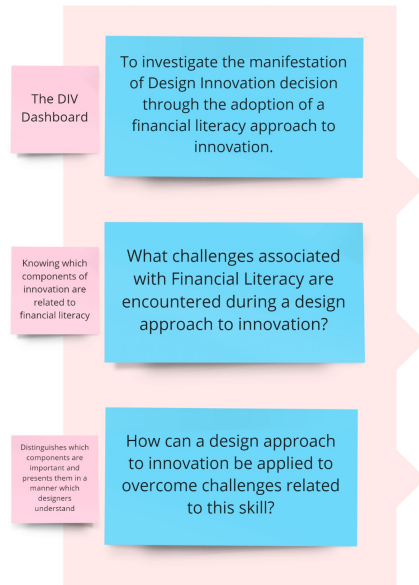 The DIV
Dashboard
To investigate the manifestation
of Design Innovation decision
through the adoption of a
financial literacy approach to
innovation.
Knowing which
components of
innovation are
related to
financial literacy
What challenges associated
with Financial Literacy are
encountered during a design
approach to innovation?
Distinguishes which
components are
important and
presents them in a
manner which
designers
understand
How can a design approach
to innovation be applied to
overcome challenges related
to this skill?